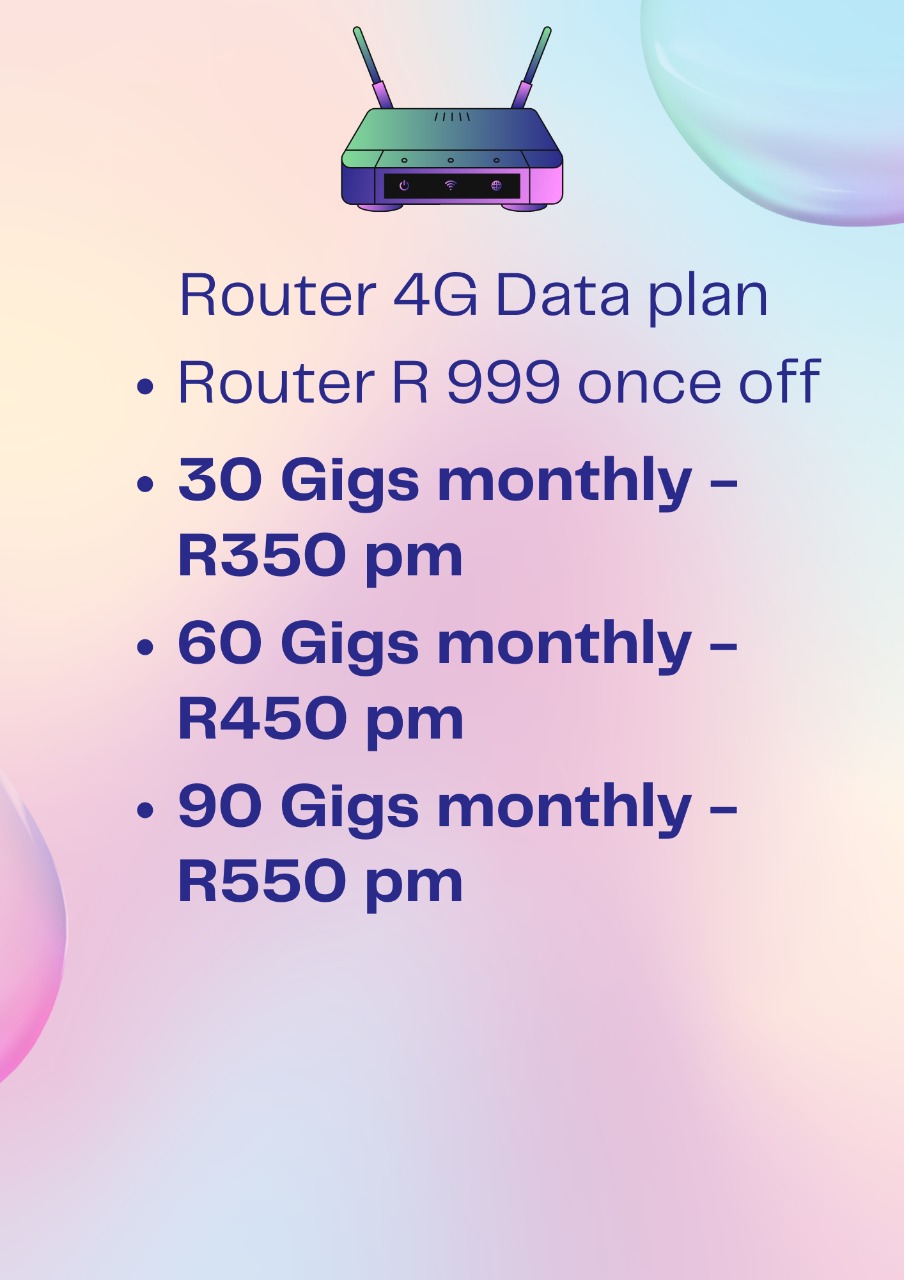 Router 4G Data plan
• Router R 999 once off
• 30 Gigs monthly –
R350 pm
• 60 Gigs monthly –
R450 pm
• 90 Gigs monthly –
R550 pm